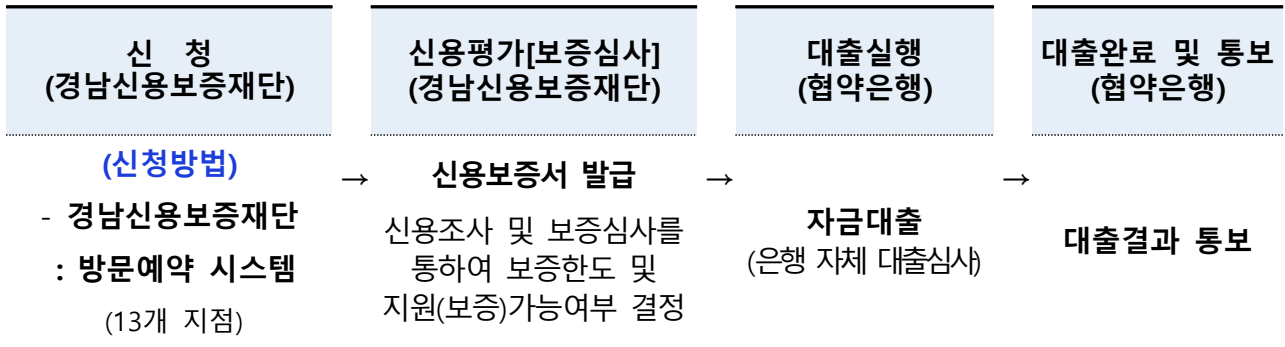 신 청
(경남신용보증재단)
(신청방법)
- 경남신용보증재단
: 방문예약 시스템
(13개 지점)
→
신용평가[보증심사]
(경남신용보증재단)
신용보증서 발급
신용조사 및 보증심사를
통하여 보증한도 및
지원(보증)가능여부 결정
→
대출실행
(협약은행)
자금대출
(은행 자체 대출심사)
→
대출완료 및 통보
(협약은행)
대출결과 통보